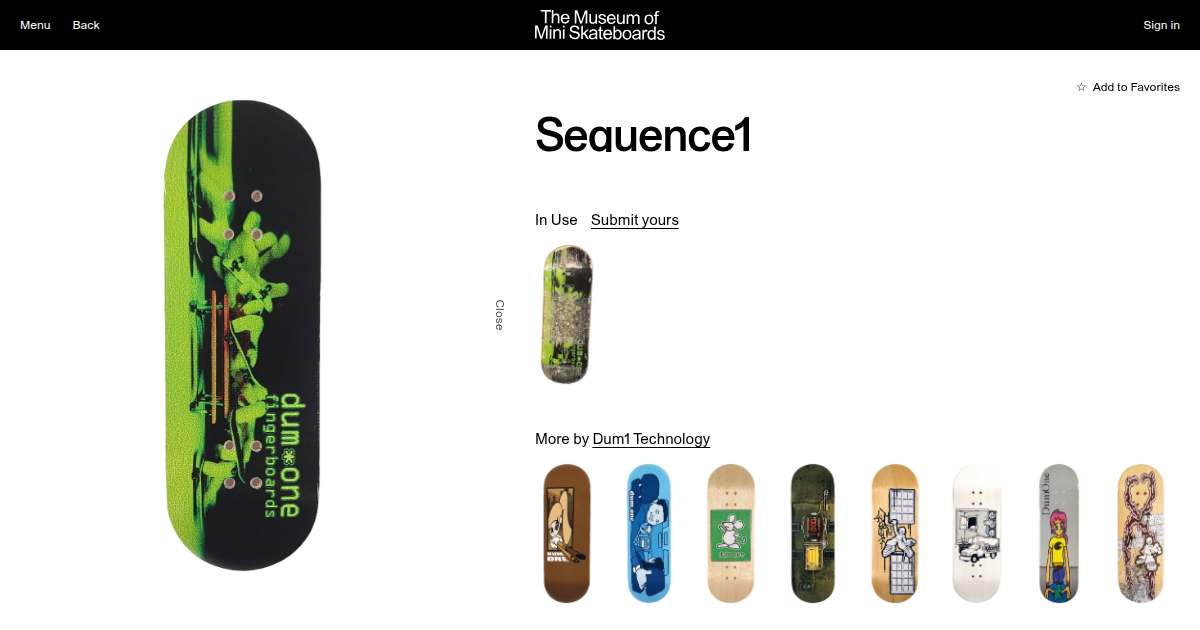 Menu
Back
The Museum of
Mini Skateboards
Sign in
☆ Add to Favorites
Sequence1
In Use Submit yours
Close
dum*one
fingerboards
More by Dum1 Technology
DumOne